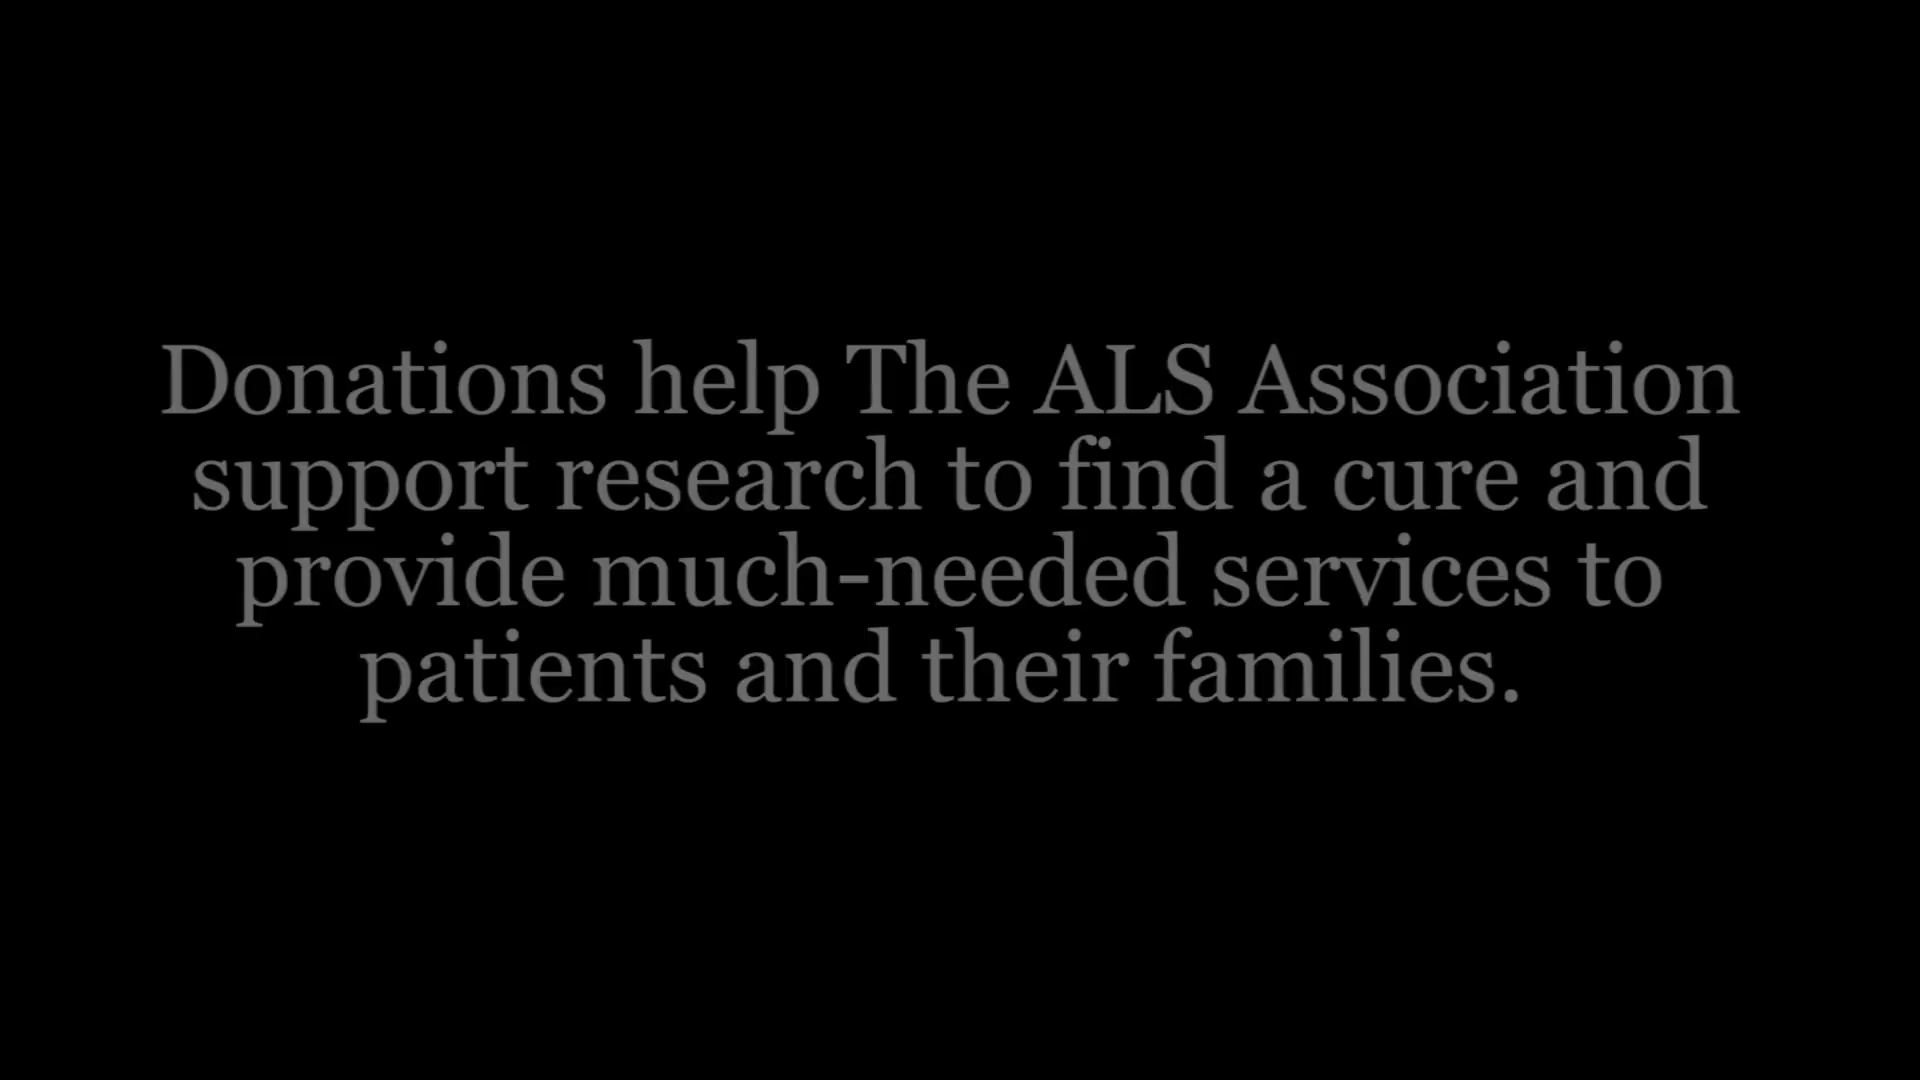 Donations help The ALS Association
support research to find a cure and
provide much-needed services to
patients and their families.